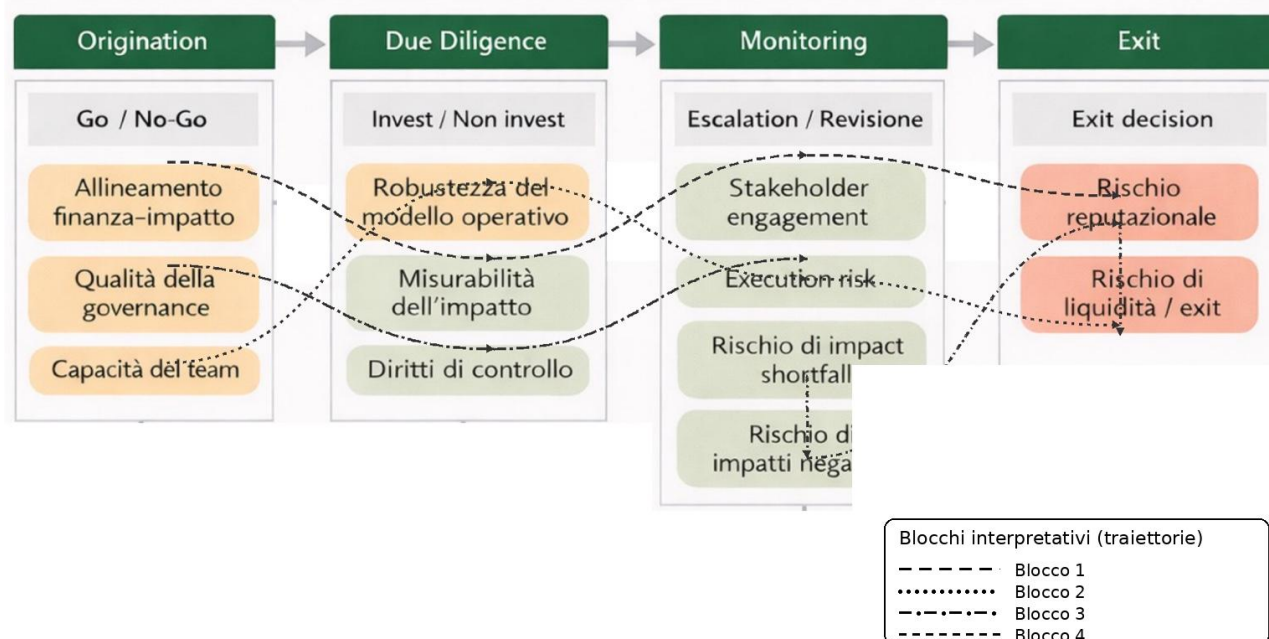 Origination
Due Diligence
Monitoring
Exit
Go / No-Go
Invest / Non invest
Escalation / Revisione
Exit decision
Allineamento
finanza–impatto
Qualità della
governance
Capacità del team
Robustezza del
modello operativo
Misurabilità
dell'impatto
Diritti di controllo
Stakeholder
engagement
Execution risk
Rischio di impact
shortfall
Rischio di
impatti nega
Rischio
reputazionale
Rischio di
liquidità / exit
Blocchi interpretativi (traiettorie)
Blocco 1
Blocco 2
Blocco 3
Blocco 4